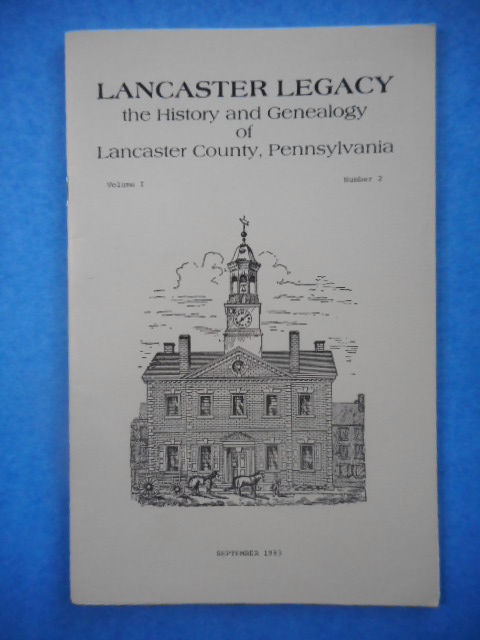 LANCASTER LEGACY
the History and Genealogy
of
Lancaster County, Pennsylvania
Volume I Number 2
SEPTEMBER 1983